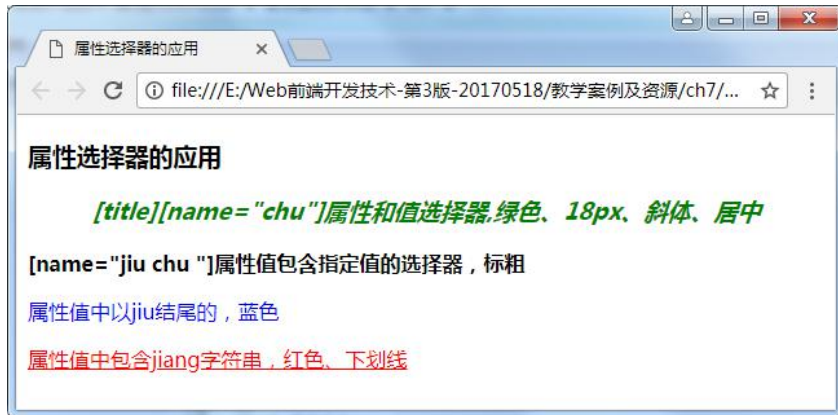 属性选择器的应用
file:///E:/Web前端开发技术-第3版-20170518/教学案例及资源/ch7/...
属性选择器的应用
[title][name="chu"]属性和值选择器,绿色、18px、斜体、居中
[name="jiu chu "]属性值包含指定值的选择器，标粗
属性值中以jiu结尾的，蓝色
属性值中包含jiang字符串，红色、下划线